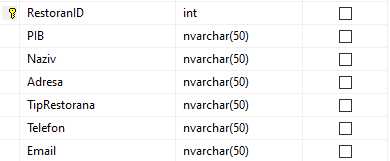 RestoranID int
PIB nvarchar(50)
Naziv nvarchar(50)
Adresa nvarchar(50)
TipRestorana nvarchar(50)
Telefon nvarchar(50)
Email nvarchar(50)